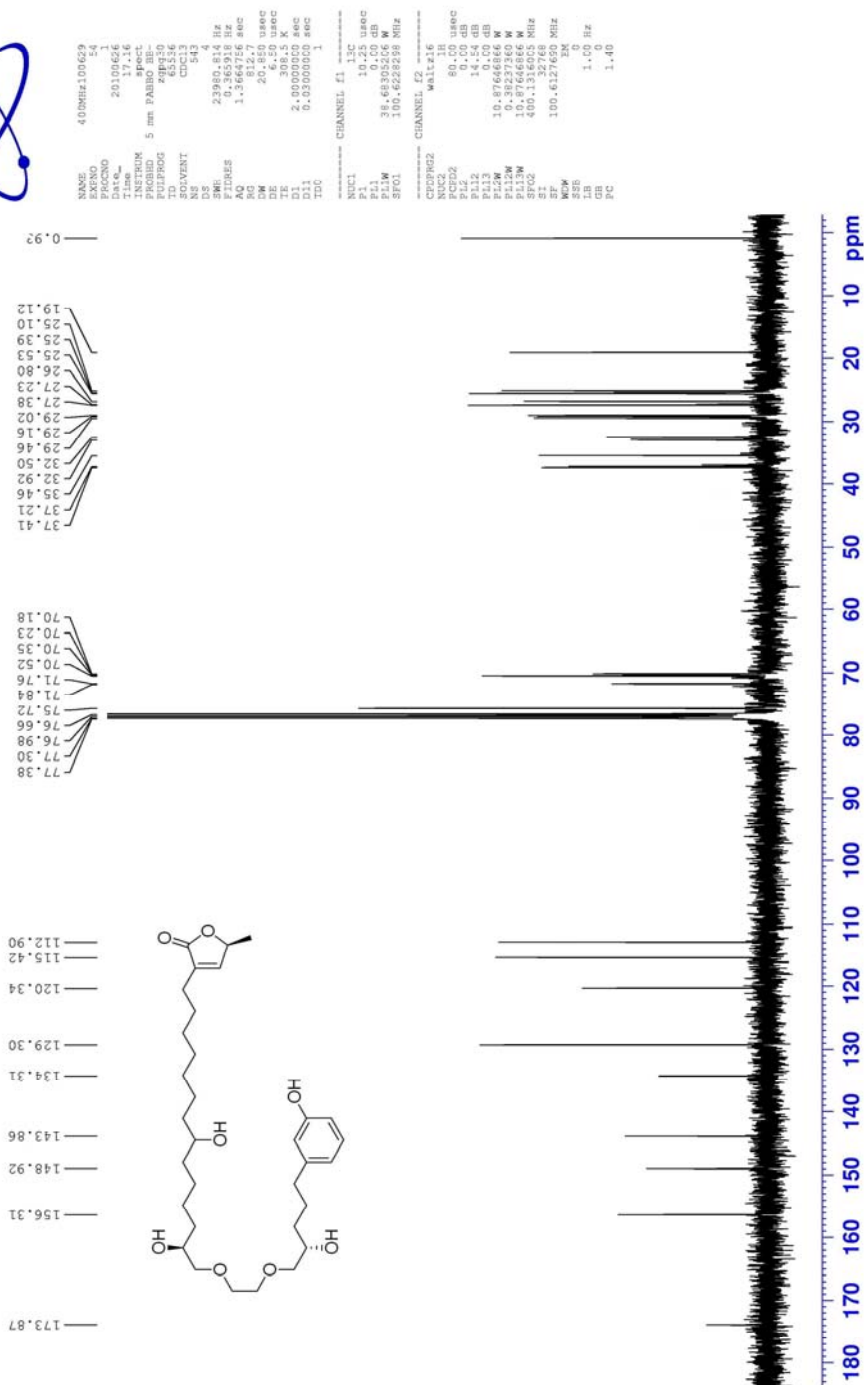 NAME 400MHz100629
EXPNO 54
PROCNO 1
Date_ 20100626
Time 17.16
INSTRUM spect
PROBHD 5 mm PABBO BB-
PULPROG zgpg30
TD 65536
SOLVENT CDCl3
NS 543
DS 4
SWH 23980.814 Hz
FIDRES 0.365918 Hz
AQ 1.3664756 sec
RG 812.7
DW 20.850 usec
DE 6.50 usec
TE 308.5 K
D1 2.00000000 sec
D11 0.03000000 sec
TD0 1
======== CHANNEL f1 ========
NUC1 13C
P1 10.25 usec
PL1 0.00 dB
PL1W 38.68305206 W
SFO1 100.6228298 MHz
======== CHANNEL f2 ========
CPDPRG2 waltz16
NUC2 1H
PCPD2 80.00 usec
PL2 0.00 dB
PL12 14.54 dB
PL13 0.00 dB
PL2W 10.87646866 W
PL12W 0.38237360 W
PL13W 10.87646866 W
SFO2 400.1316005 MHz
SI 32768
SF 100.6127690 MHz
WDW EM
SSB 0
LB 1.00 Hz
GB 0
PC 1.40
173.87
156.31
148.92
143.86
134.31
129.30
120.34
115.42
112.90
77.38
77.30
76.98
76.66
75.72
71.84
71.76
70.52
70.35
70.23
70.18
37.41
37.21
35.46
32.92
32.50
29.46
29.16
29.02
27.38
27.23
26.80
25.53
25.39
25.10
19.12
OH
O
O
OH
OH
OH
O
O
180 170 160 150 140 130 120 110 100 90 80 70 60 50 40 30 20 10 ppm